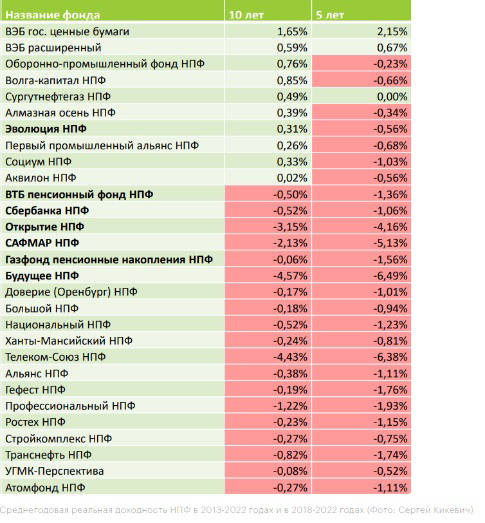 Название фонда 10 лет 5 лет
ВЭБ гос. ценные бумаги 1,65% 2,15%
ВЭБ расширенный 0,59% 0,67%
Оборонно-промышленный фонд НПФ 0,76% -0,23%
Волга-капитал НПФ 0,85% -0,66%
Сургутнефтегаз НПФ 0,49% 0,00%
Алмазная осень НПФ 0,39% -0,34%
Эволюция НПФ 0,31% -0,56%
Первый промышленный альянс НПФ 0,26% -0,68%
Социум НПФ 0,33% -1,03%
Аквилон НПФ 0,02% -0,56%
ВТБ пенсионный фонд НПФ -0,50% -1,36%
Сбербанка НПФ -0,52% -1,06%
Открытие НПФ -3,15% -4,16%
САФМАР НПФ -2,13% -5,13%
Газфонд пенсионные накопления НПФ -0,06% -1,56%
Будущее НПФ -4,57% -6,49%
Доверие (Оренбург) НПФ -0,17% -1,01%
Большой НПФ -0,18% -0,94%
Национальный НПФ -0,52% -1,23%
Ханты-Мансийский НПФ -0,24% -0,81%
Телеком-Союз НПФ -4,43% -6,38%
Альянс НПФ -0,38% -1,11%
Гефест НПФ -0,19% -1,76%
Профессиональный НПФ -1,22% -1,93%
Ростех НПФ -0,23% -1,15%
Стройкомплекс НПФ -0,27% -0,75%
Транснефть НПФ -0,82% -1,74%
УГМК-Перспектива -0,08% -0,52%
Атомфонд НПФ -0,27% -1,11%
Среднегодовая реальная доходность НПФ в 2013-2022 годах и в 2018-2022 годах (Фото: Сергей Кикевич)